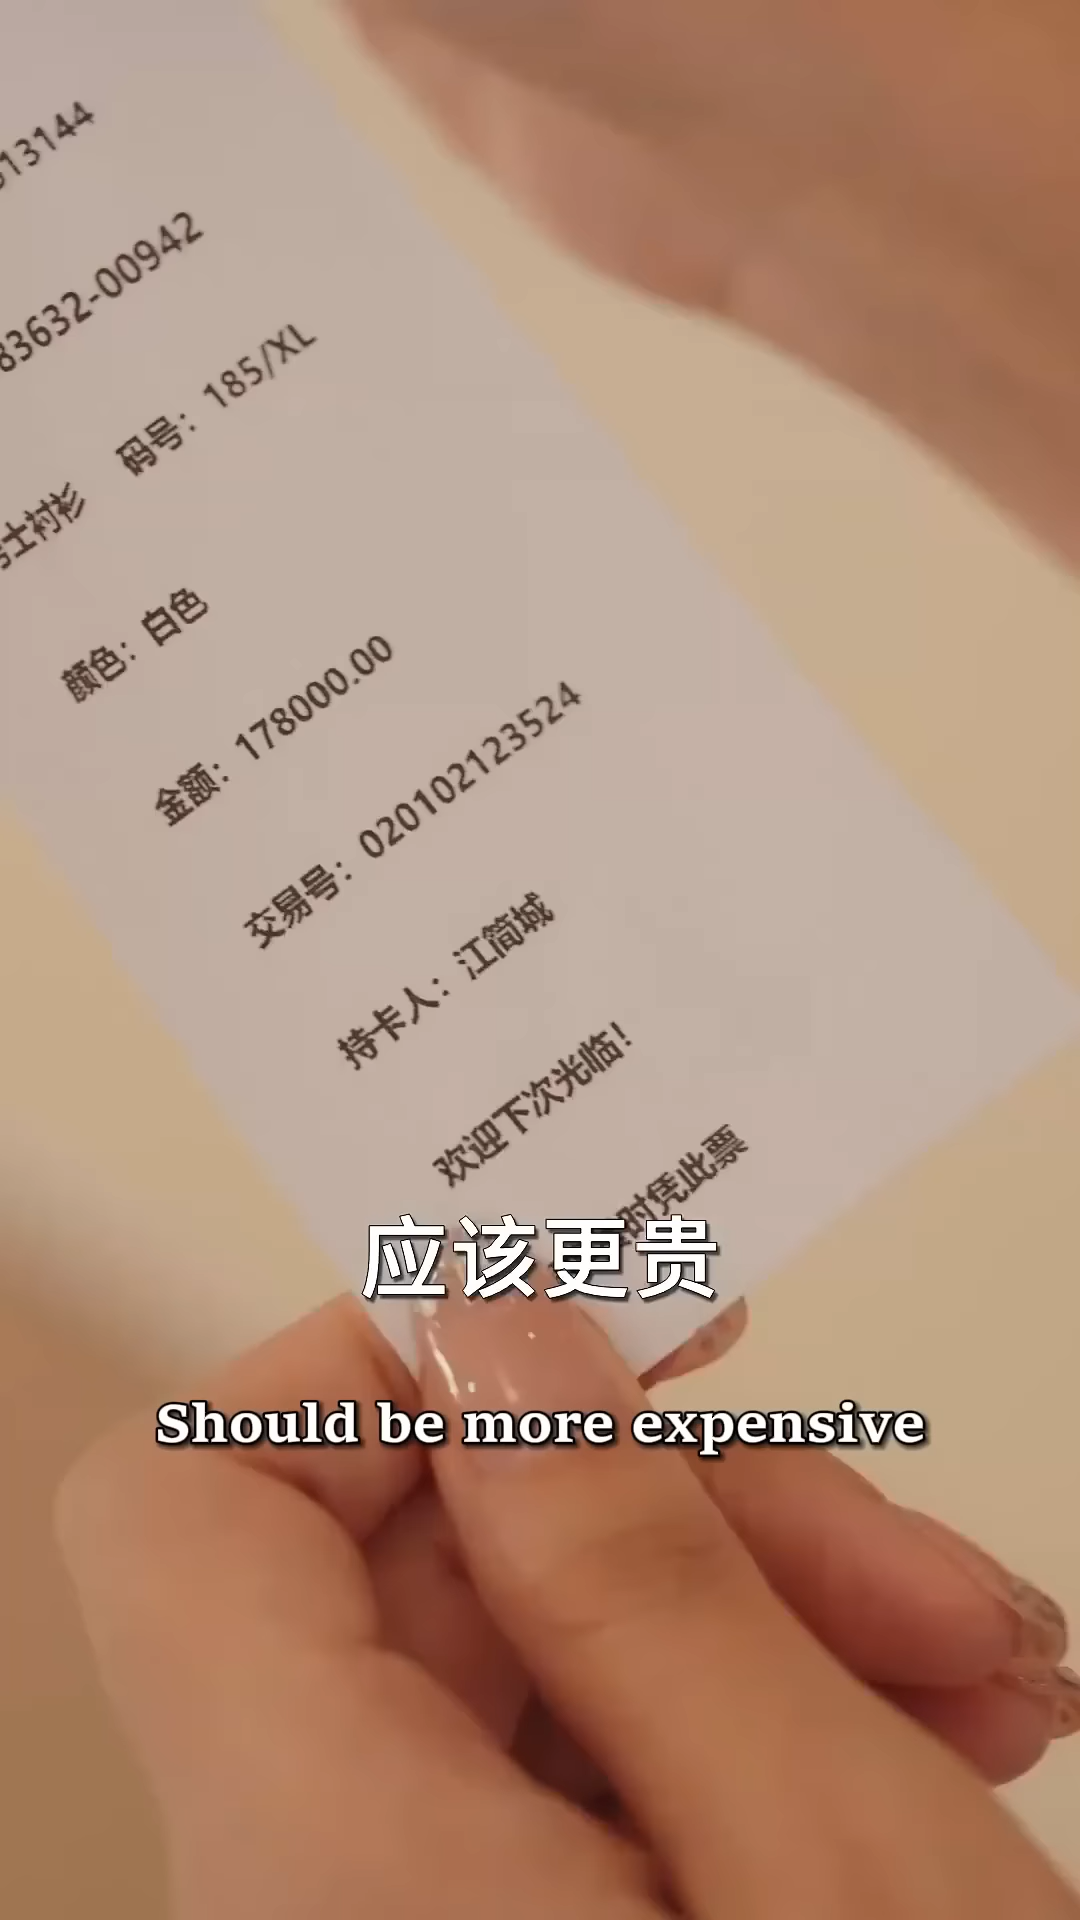 13144
83632-00942
士衬衫 码号：185/XL
颜色：白色
金额：178000.00
交易号：020102123524
持卡人：江简城
欢迎下次光临！
时凭此票
应该更贵
Should be more expensive